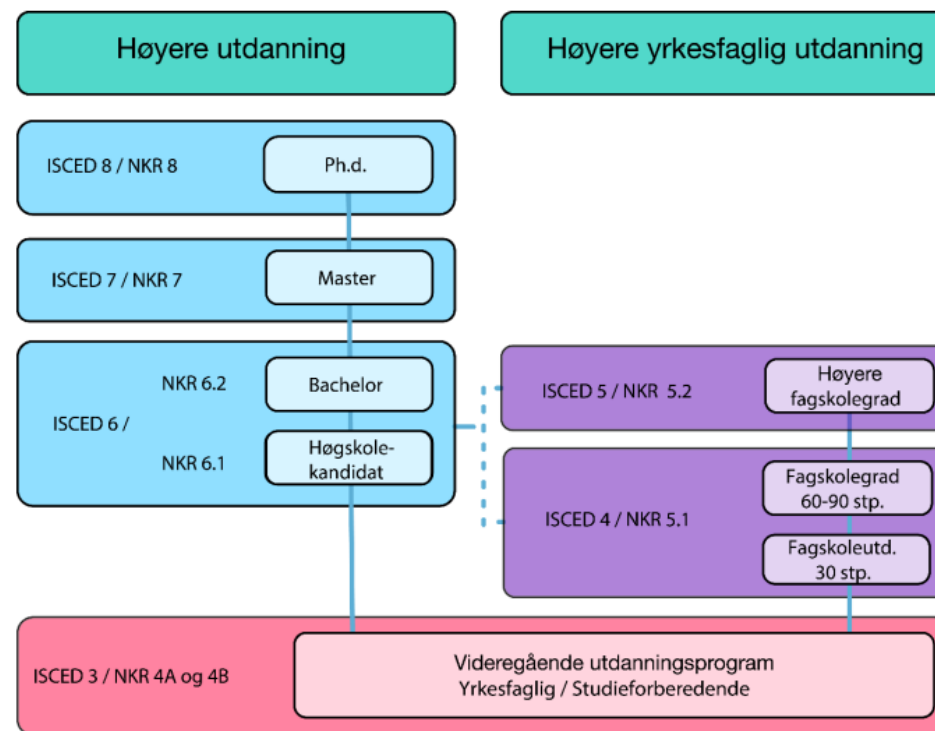 Høyere utdanning
Høyere yrkesfaglig utdanning
ISCED 8 / NKR 8
Ph.d.
ISCED 7 / NKR 7
Master
ISCED 6 /
NKR 6.2
Bachelor
NKR 6.1
Høgskole-
kandidat
ISCED 5 / NKR 5.2
Høyere
fagskolegrad
ISCED 4 / NKR 5.1
Fagskolegrad
60-90 stp.
Fagskoleutd.
30 stp.
ISCED 3 / NKR 4A og 4B
Videregående utdanningsprogram
Yrkesfaglig / Studieforberedende